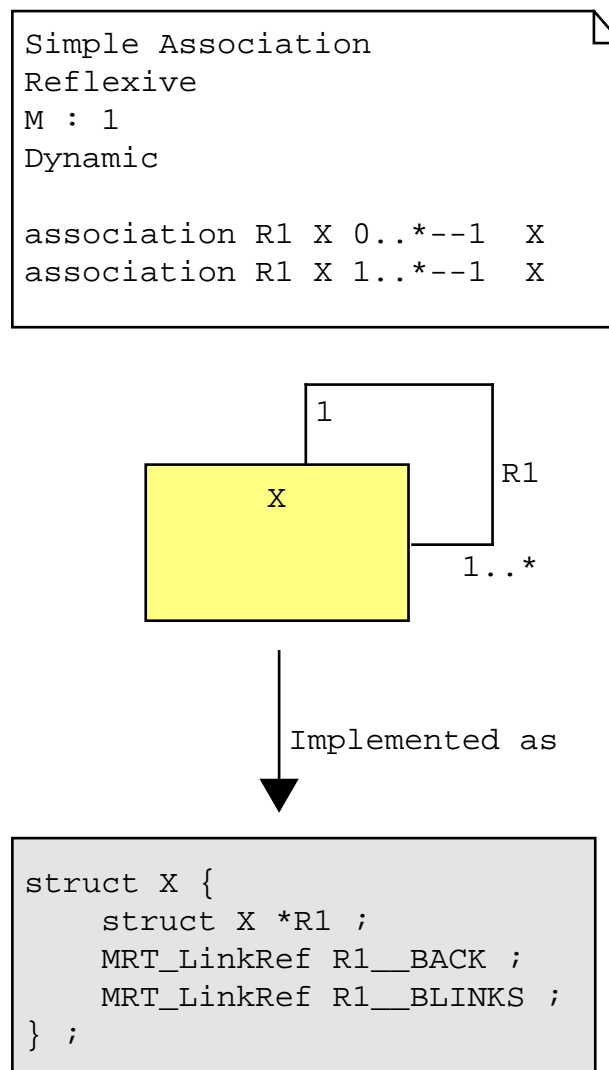 Simple Association
Reflexive
M : 1
Dynamic
association R1 X 0..*--1  X
association R1 X 1..*--1  X
1
R1
X
1..*
Implemented as
struct X {
    struct X *R1 ;
    MRT_LinkRef R1__BACK ;
    MRT_LinkRef R1__BLINKS ;
} ;